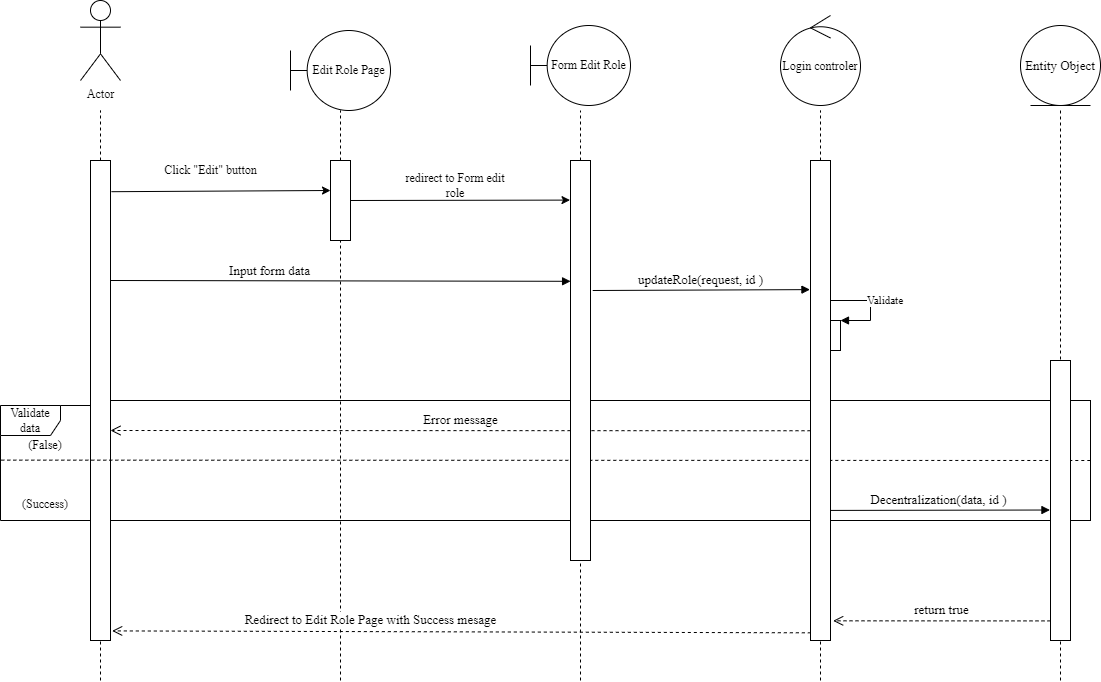 Actor
Edit Role Page
Form Edit Role
Login controler
Entity Object
Click "Edit" button
redirect to Form edit
role
Input form data
updateRole(request, id )
Validate
Validate
data
(False)
Error message
(Success)
Decentralization(data, id )
return true
Redirect to Edit Role Page with Success mesage